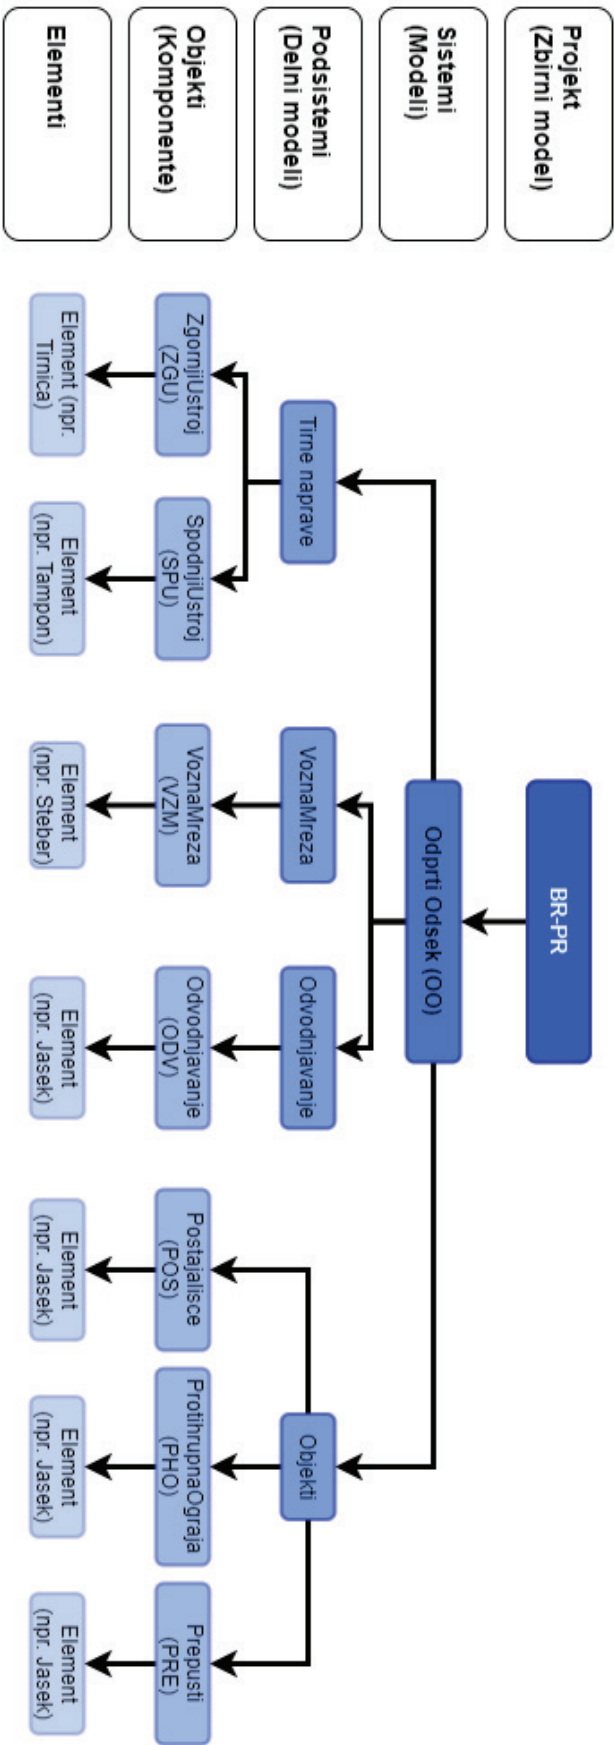 Projekt
(Zbirni model)
BR-PR
Sistemi
(Modeli)
Odprti Odsek (OO)
Podsistemi
(Delni modeli)
Tirne naprave
VoznaMreza
Odvodnjavanje
Objekti
Objekti
(Komponente)
ZgornjiUstroj
(ZGU)
SpodnjiUstroj
(SPU)
VoznaMreza
(VZM)
Odvodnjavanje
(ODV)
Postajalisce
(POS)
ProtihrupnaOgraja
(PHO)
Prepusti
(PRE)
Elementi
Element (npr.
Tirnica)
Element
(npr. Tampon)
Element
(npr. Steber)
Element
(npr. Jasek)
Element
(npr. Jasek)
Element
(npr. Jasek)
Element
(npr. Jasek)